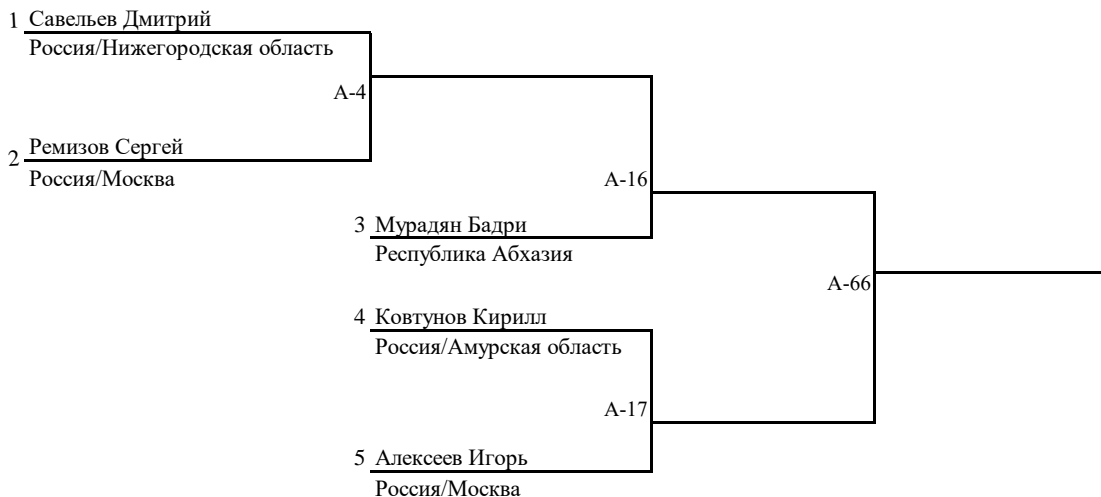 1 Савельев Дмитрий
Россия/Нижегородская область
А-4
2 Ремизов Сергей
Россия/Москва
А-16
3 Мурадян Бадри
Республика Абхазия
А-66
4 Ковтунов Кирилл
Россия/Амурская область
А-17
5 Алексеев Игорь
Россия/Москва